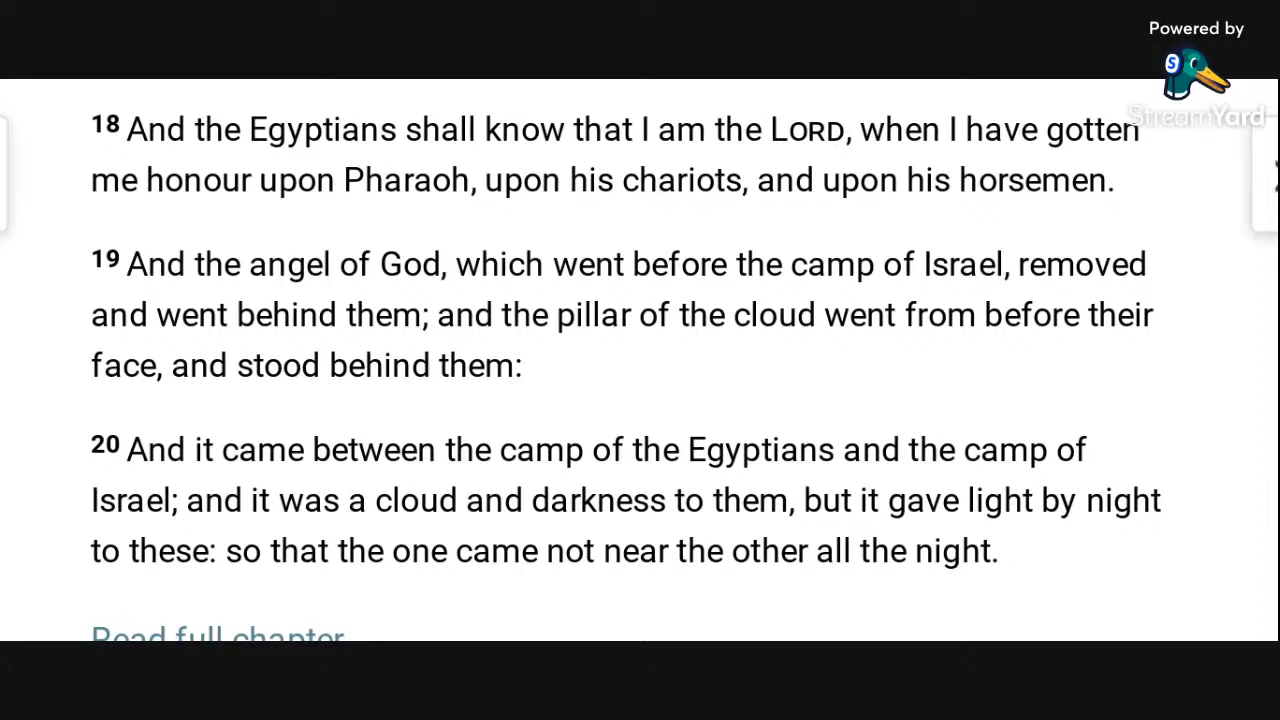 Powered by
S
StreamYard
18 And the Egyptians shall know that I am the LORD, when I have gotten
me honour upon Pharaoh, upon his chariots, and upon his horsemen.
19 And the angel of God, which went before the camp of Israel, removed
and went behind them; and the pillar of the cloud went from before their
face, and stood behind them:
20 And it came between the camp of the Egyptians and the camp of
Israel; and it was a cloud and darkness to them, but it gave light by night
to these: so that the one came not near the other all the night.
Read full chapter